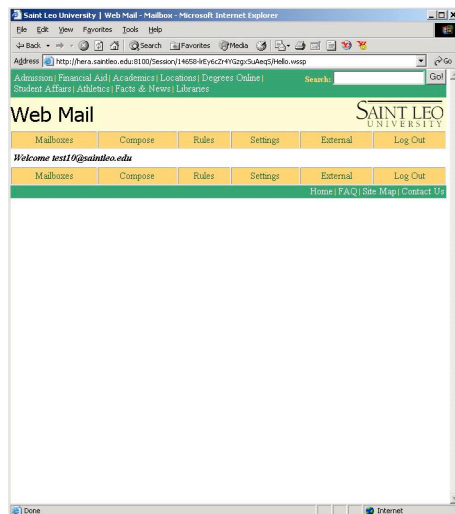 Saint Leo University | Web Mail - Mailbox - Microsoft Internet Explorer
File Edit View Favorites Tools Help
Back Search Favorites Media
Address http://hera.saintleo.edu:8100/Session/14658-lrEy6cZr4YGzgx5uAeqS/Hello.wssp Go
Admission | Financial Aid | Academics | Locations | Degrees Online | Search: Go!
Student Affairs | Athletics | Facts & News | Libraries
Web Mail SAINT LEO
UNIVERSITY
Mailboxes Compose Rules Settings External Log Out
Welcome test10@saintleo.edu
Mailboxes Compose Rules Settings External Log Out
Home | FAQ | Site Map | Contact Us
Done Internet